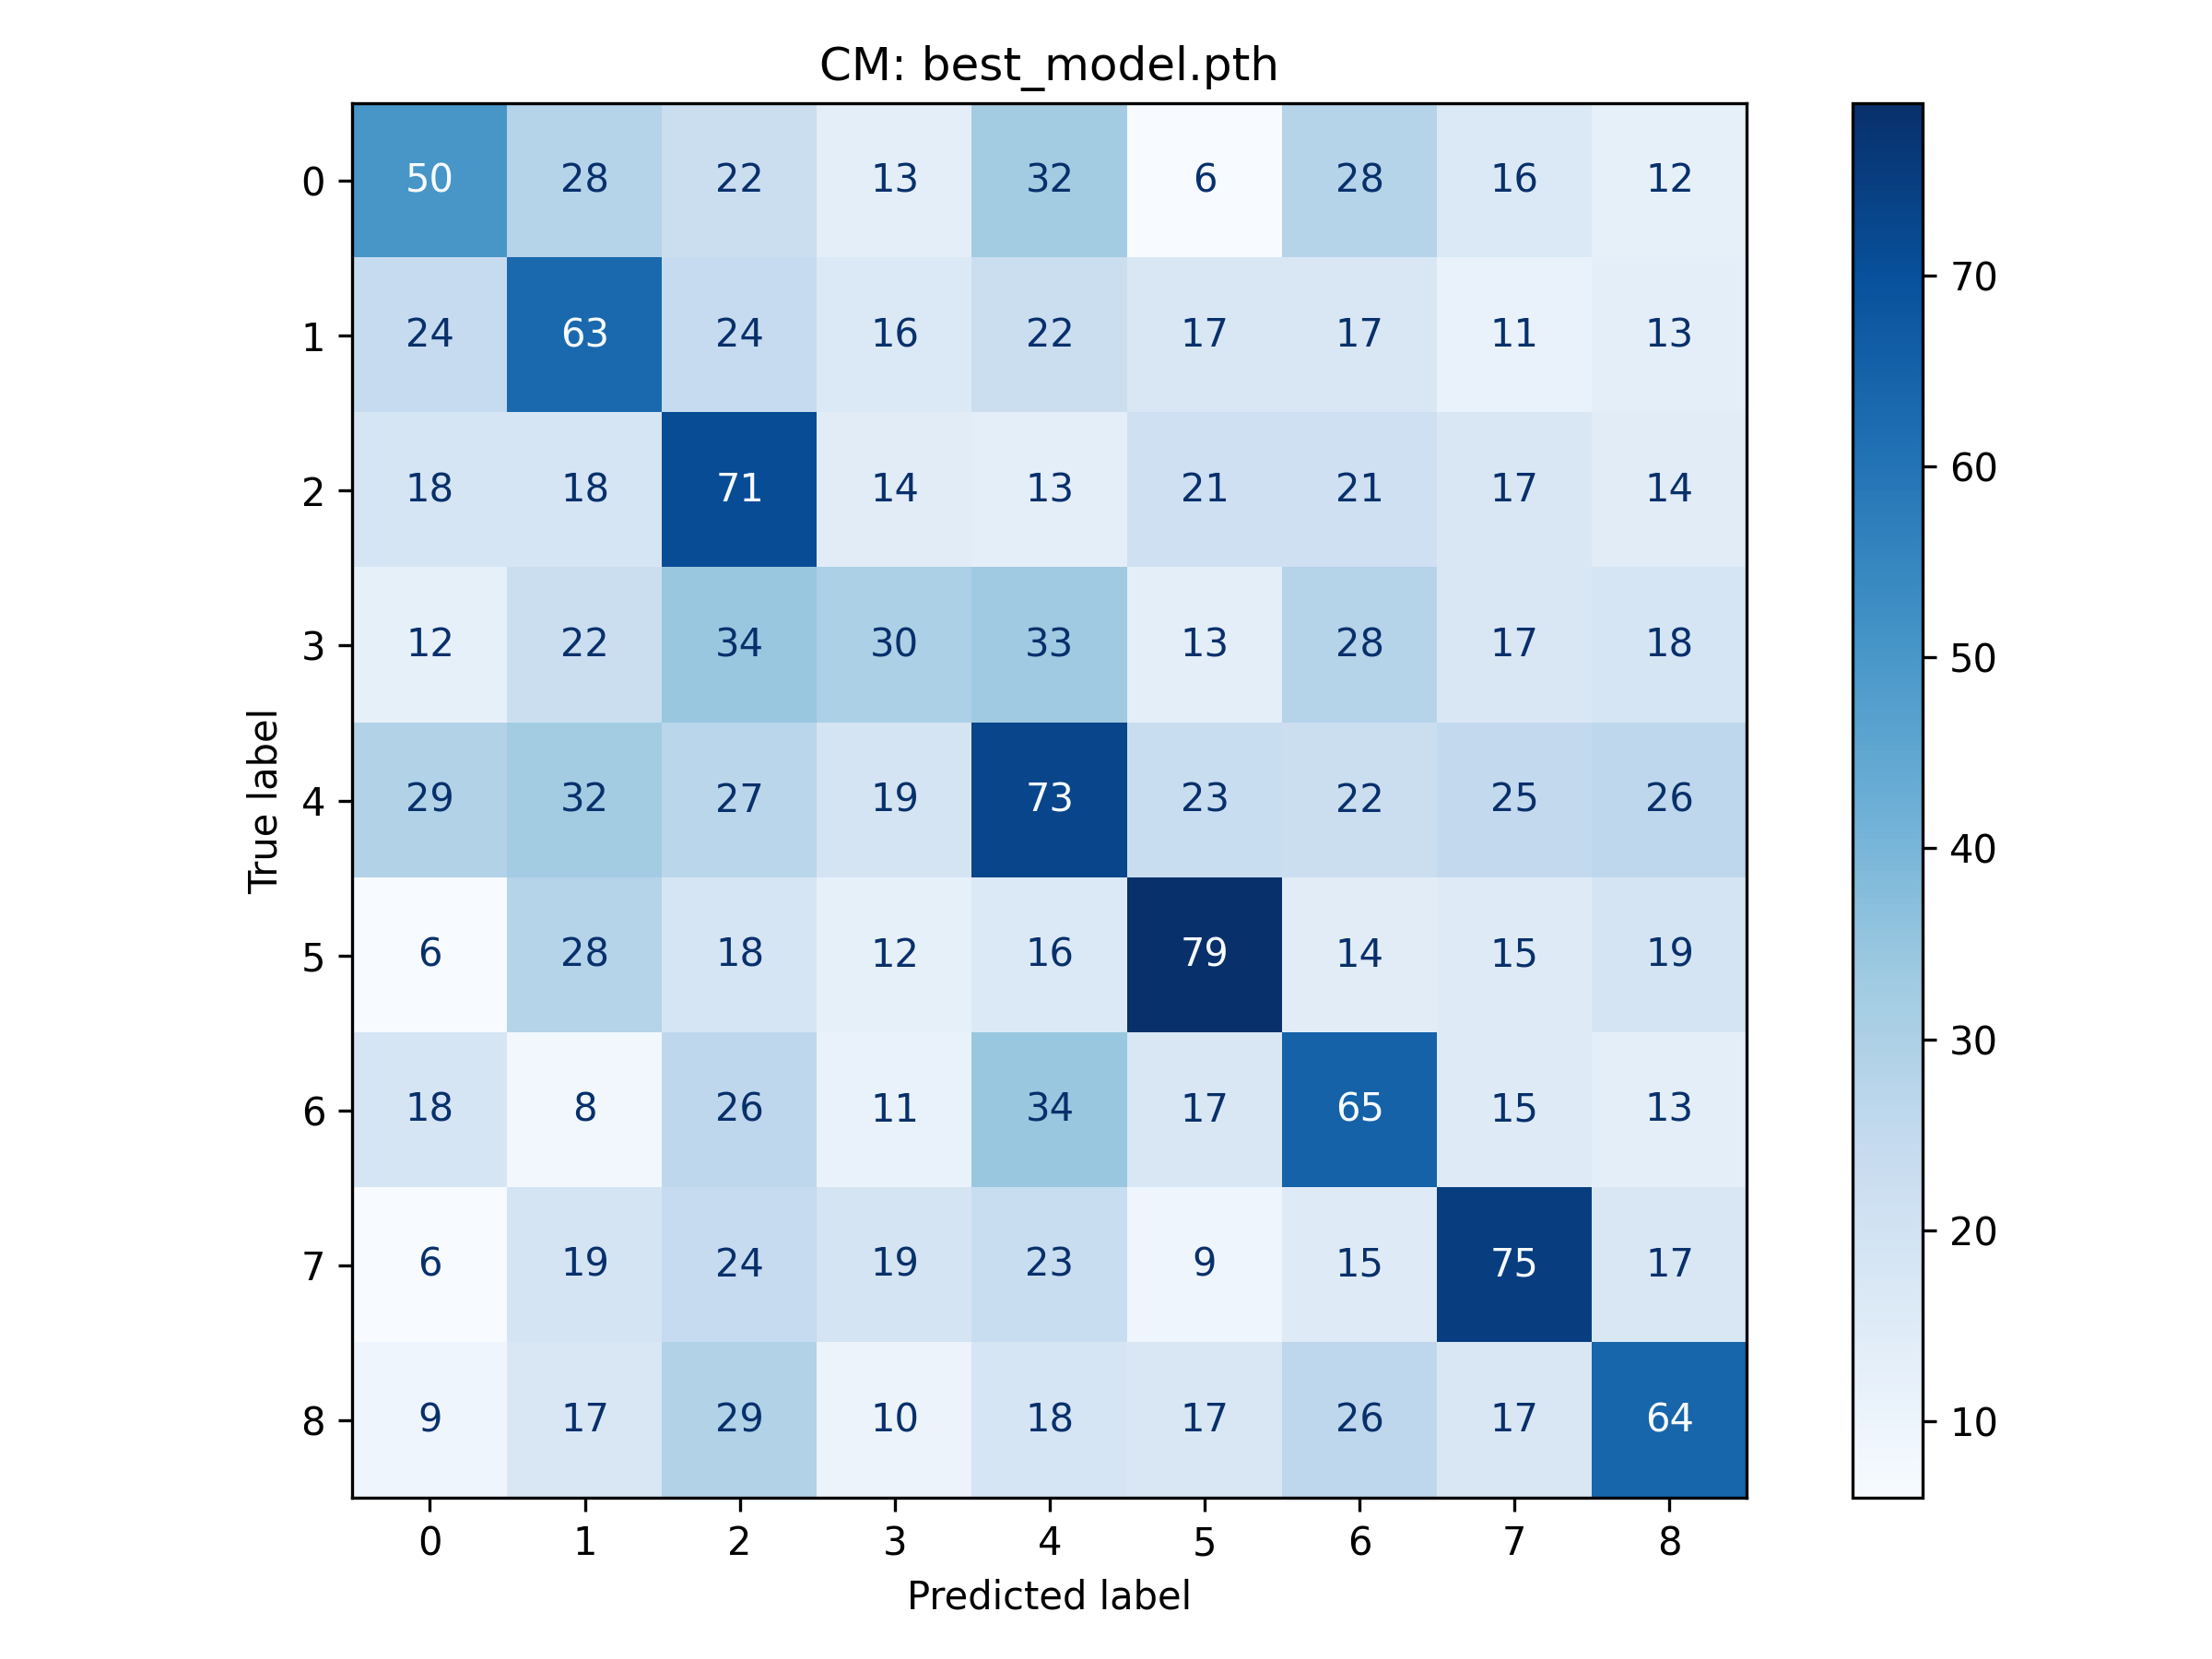 CM: best_model.pth
0 50 28 22 13 32 6 28 16 12
1 24 63 24 16 22 17 17 11 13
2 18 18 71 14 13 21 21 17 14
3 12 22 34 30 33 13 28 17 18
4 29 32 27 19 73 23 22 25 26
5 6 28 18 12 16 79 14 15 19
6 18 8 26 11 34 17 65 15 13
7 6 19 24 19 23 9 15 75 17
8 9 17 29 10 18 17 26 17 64
0 1 2 3 4 5 6 7 8
Predicted label
True label
70
60
50
40
30
20
10